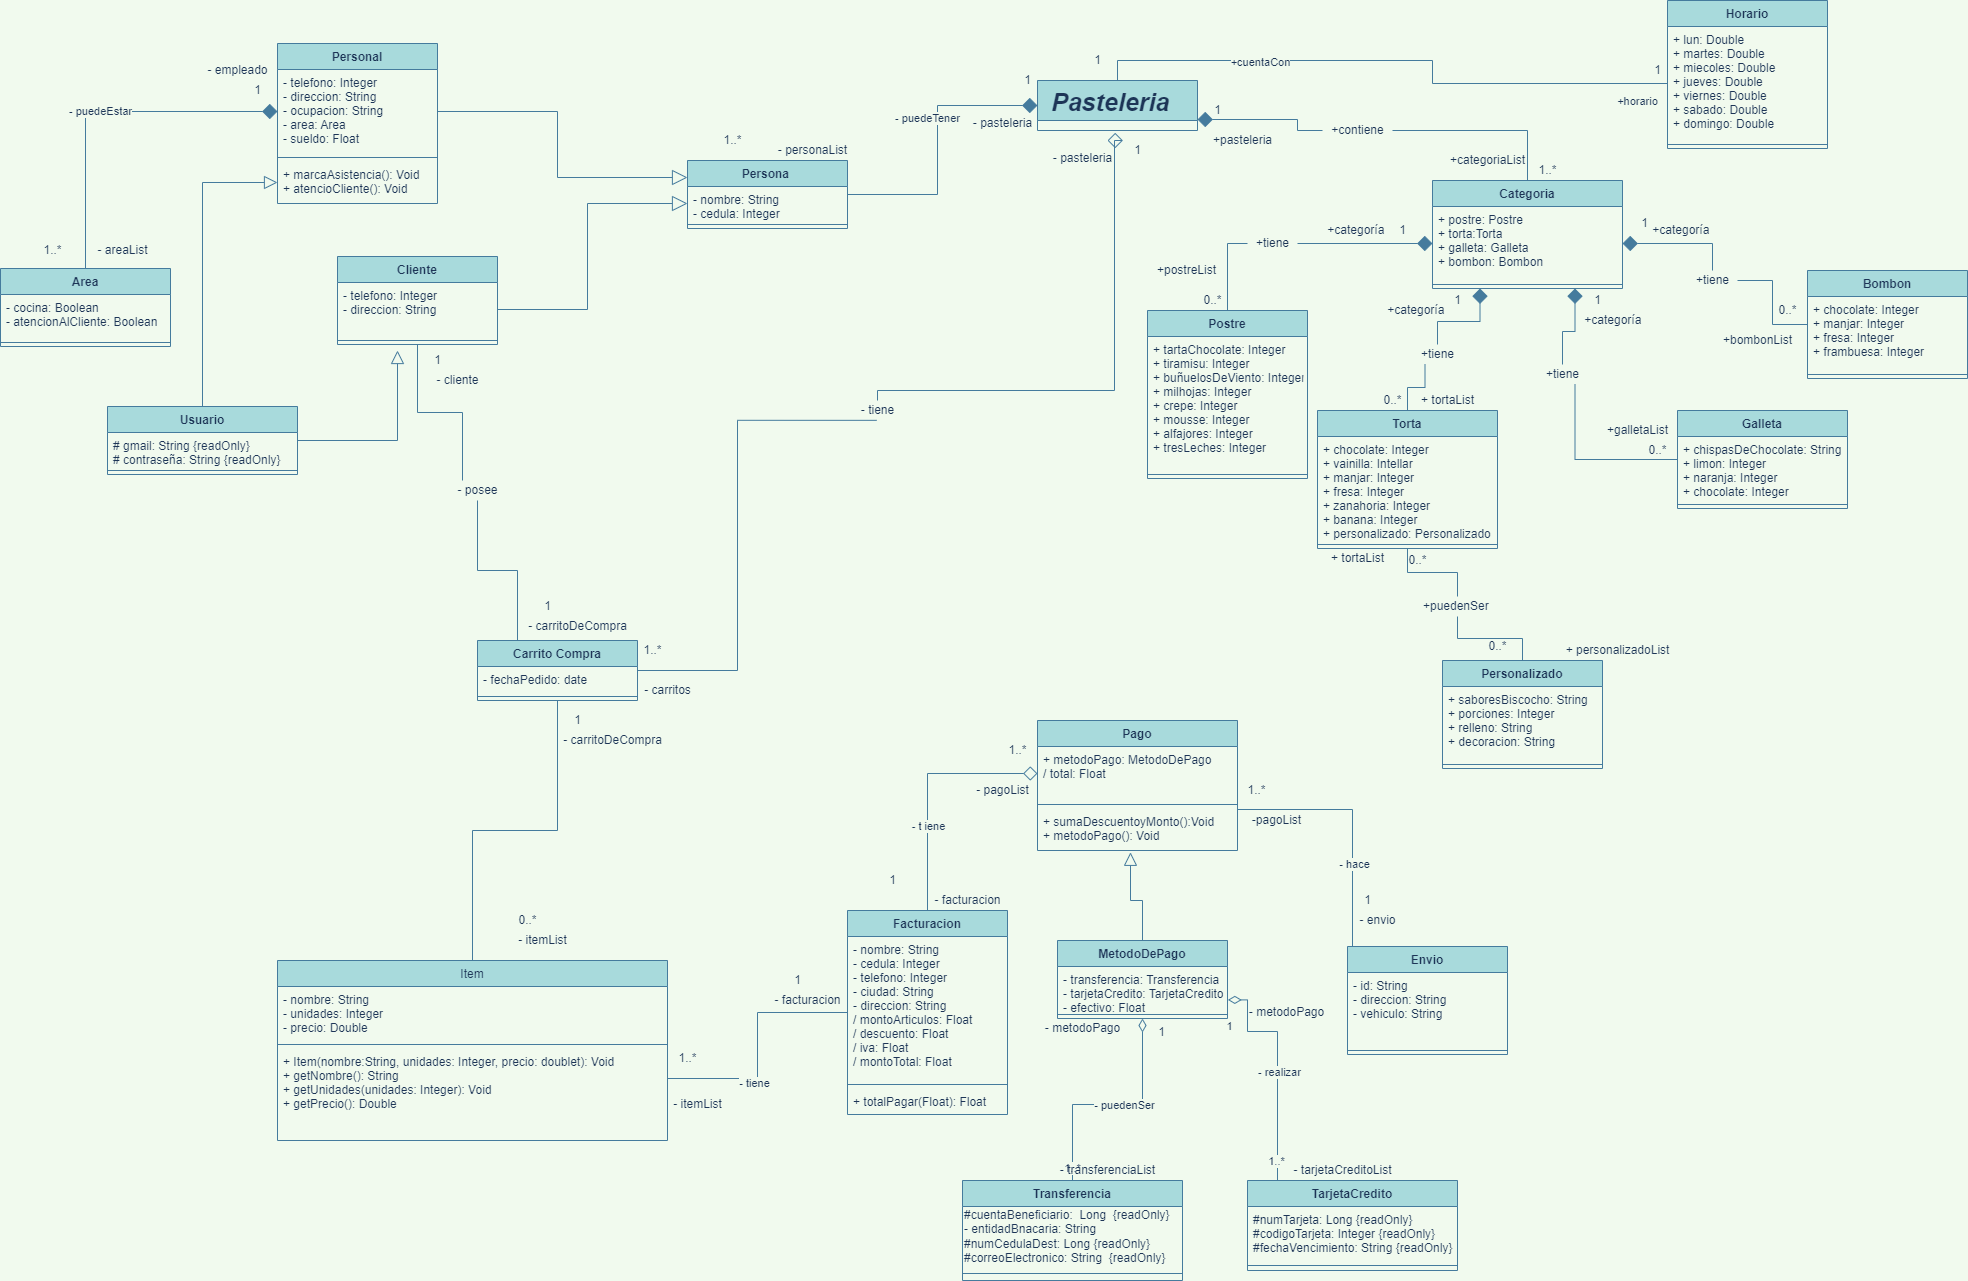 Horario
+ lun: Double
+ martes: Double
+ miecoles: Double
+ jueves: Double
+ viernes: Double
+ sabado: Double
+ domingo: Double
1
+cuentaCon
1
+horario
Personal
- telefono: Integer
- direccion: String
- ocupacion: String
- area: Area
- sueldo: Float
+ marcaAsistencia(): Void
+ atencioCliente(): Void
- empleado
1
- puedeEstar
1..*
- areaList
Area
- cocina: Boolean
- atencionAlCliente: Boolean
Pasteleria
1
- puedeTener
- pasteleria
1
+pasteleria
+contiene
- pasteleria
1
1..*
- personaList
Persona
- nombre: String
- cedula: Integer
+categoriaList
1..*
Categoria
+ postre: Postre
+ torta:Torta
+ galleta: Galleta
+ bombon: Bombon
+categoría
1
+tiene
+postreList
0..*
1
+categoría
+tiene
0..*
+bombonList
Bombon
+ chocolate: Integer
+ manjar: Integer
+ fresa: Integer
+ frambuesa: Integer
Cliente
- telefono: Integer
- direccion: String
1
- cliente
Postre
+ tartaChocolate: Integer
+ tiramisu: Integer
+ buñuelosDeViento: Integer
+ milhojas: Integer
+ crepe: Integer
+ mousse: Integer
+ alfajores: Integer
+ tresLeches: Integer
+categoría
1
+tiene
0..*
+ tortaList
1
+categoría
+tiene
+galletaList
0..*
Torta
+ chocolate: Integer
+ vainilla: Intellar
+ manjar: Integer
+ fresa: Integer
+ zanahoria: Integer
+ banana: Integer
+ personalizado: Personalizado
Galleta
+ chispasDeChocolate: String
+ limon: Integer
+ naranja: Integer
+ chocolate: Integer
Usuario
# gmail: String {readOnly}
# contraseña: String {readOnly}
- tiene
- posee
+ tortaList
0..*
+puedenSer
0..*
+ personalizadoList
Personalizado
+ saboresBiscocho: String
+ porciones: Integer
+ relleno: String
+ decoracion: String
1
- carritoDeCompra
Carrito Compra
- fechaPedido: date
1..*
- carritos
1
- carritoDeCompra
Pago
+ metodoPago: MetodoDePago
/ total: Float
+ sumaDescuentoyMonto():Void
+ metodoPago(): Void
1..*
- pagoList
1..*
-pagoList
- t iene
- hace
1
- facturacion
1
- envio
0..*
- itemList
Item
- nombre: String
- unidades: Integer
- precio: Double
+ Item(nombre:String, unidades: Integer, precio: doublet): Void
+ getNombre(): String
+ getUnidades(unidades: Integer): Void
+ getPrecio(): Double
1
- facturacion
1..*
- tiene
- itemList
Facturacion
- nombre: String
- cedula: Integer
- telefono: Integer
- ciudad: String
- direccion: String
/ montoArticulos: Float
/ descuento: Float
/ iva: Float
/ montoTotal: Float
+ totalPagar(Float): Float
MetodoDePago
- transferencia: Transferencia
- tarjetaCredito: TarjetaCredito
- efectivo: Float
Envio
- id: String
- direccion: String
- vehiculo: String
- metodoPago
1
- metodoPago
1
- realizar
- puedenSer
- transferenciaList
1..*
- tarjetaCreditoList
Transferencia
#cuentaBeneficiario: Long {readOnly}
- entidadBnacaria: String
#numCedulaDest: Long {readOnly}
#correoElectronico: String {readOnly}
TarjetaCredito
#numTarjeta: Long {readOnly}
#codigoTarjeta: Integer {readOnly}
#fechaVencimiento: String {readOnly}